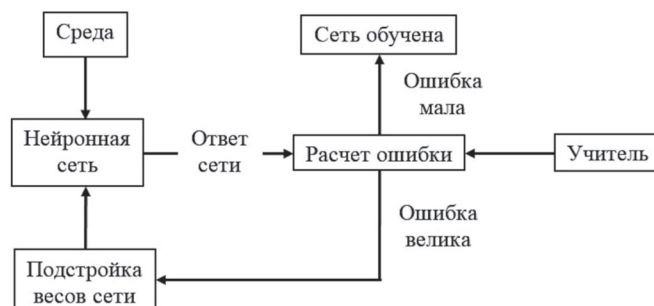 Среда
Сеть обучена
Ошибка
мала
Нейронная
сеть
Ответ
сети
Расчет ошибки
Учитель
Ошибка
велика
Подстройка
весов сети